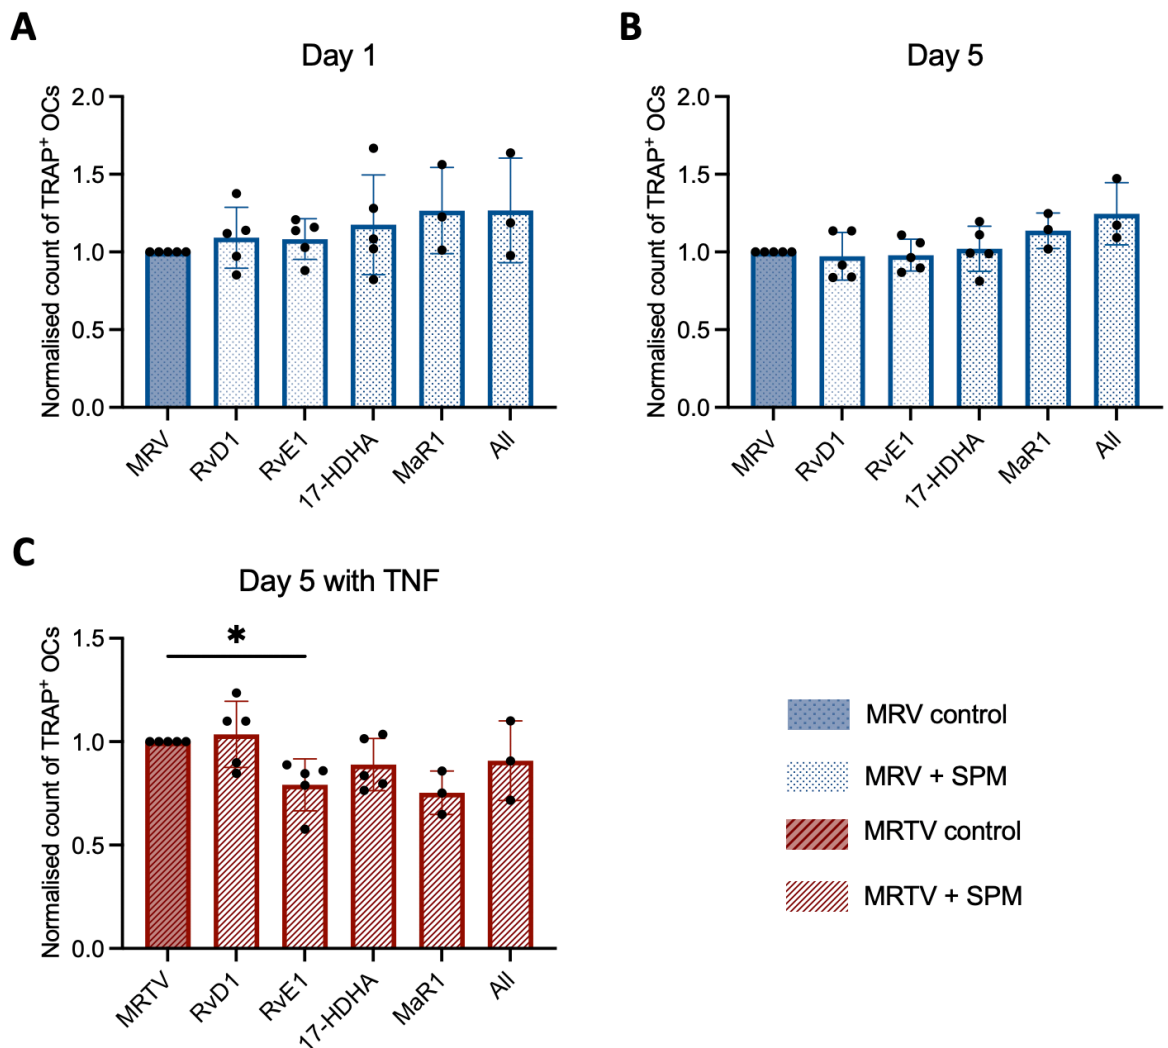 A
Day 1
Normalised count of TRAP⁺ OCs
2.0
1.5
1.0
0.5
0.0
MRV
RvD1
RvE1
17-HDHA
MaR1
All
B
Day 5
Normalised count of TRAP⁺ OCs
2.0
1.5
1.0
0.5
0.0
MRV
RvD1
RvE1
17-HDHA
MaR1
All
C
Day 5 with TNF
Normalised count of TRAP⁺ OCs
1.5
1.0
0.5
0.0
*
MRTV
RvD1
RvE1
17-HDHA
MaR1
All
MRV control
MRV + SPM
MRTV control
MRTV + SPM